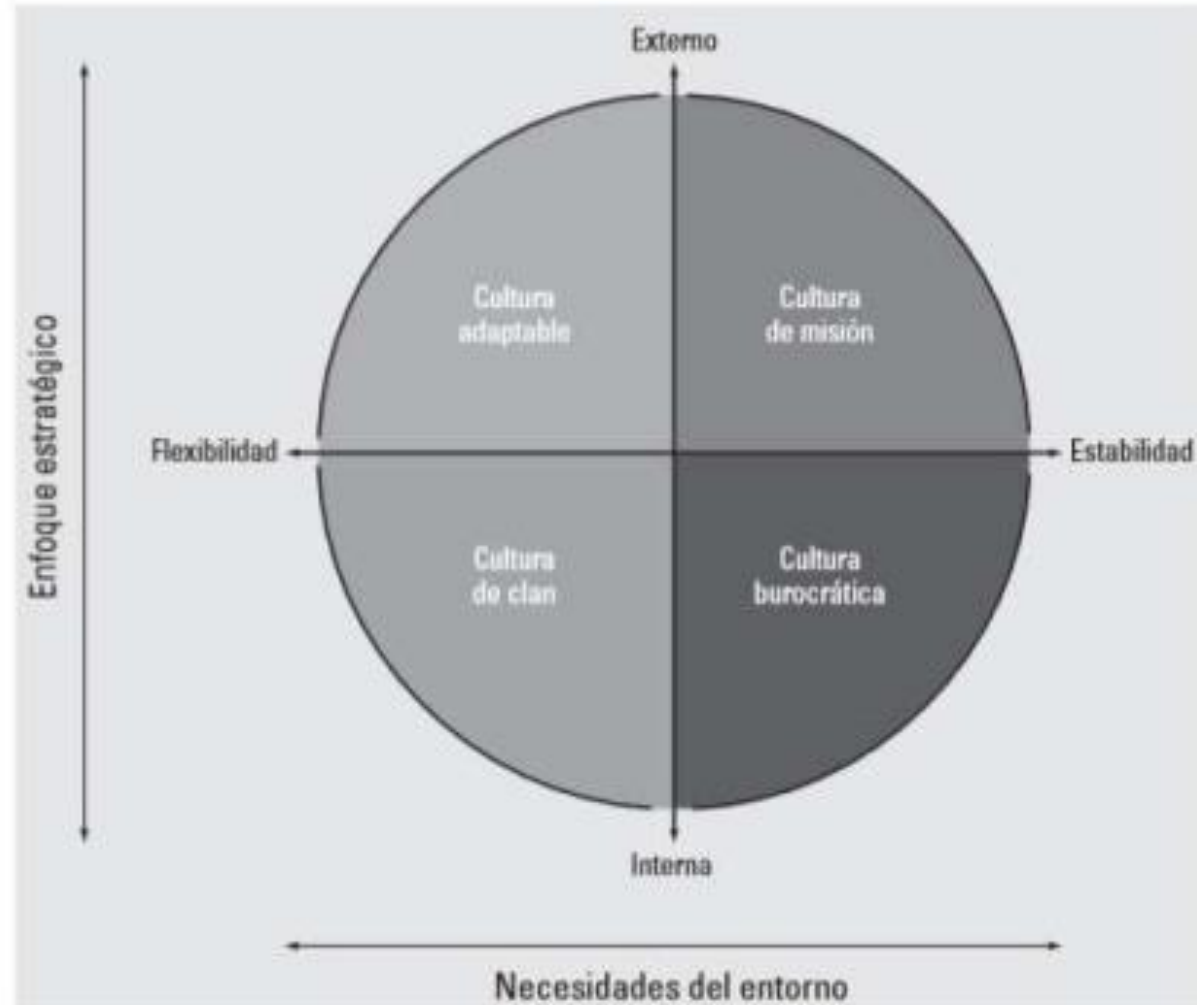 Externo
Cultura
adaptable
Cultura
de misión
Enfoque estratégico
Flexibilidad
Estabilidad
Cultura
de clan
Cultura
burocrática
Interna
Necesidades del entorno